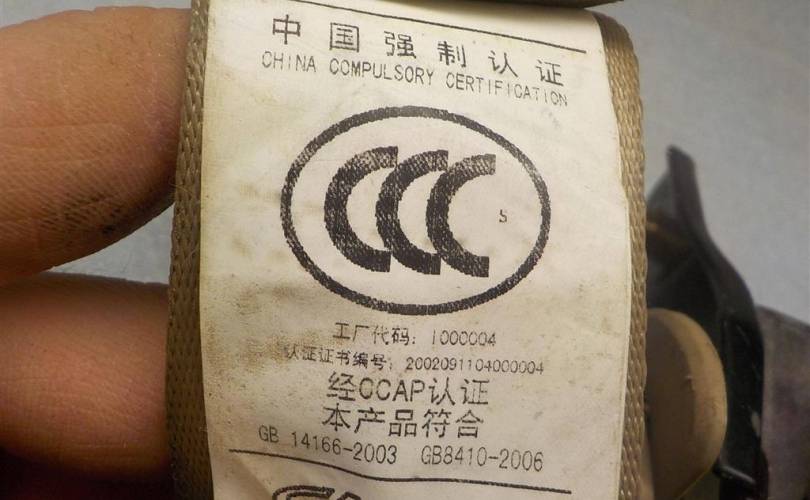 中国强制认证
CHINA COMPULSORY CERTIFICATION
CCC S
工厂代码: I000004
认证证书编号: 2002091104000004
经CCAP认证
本产品符合
GB 14166-2003 GB8410-2006